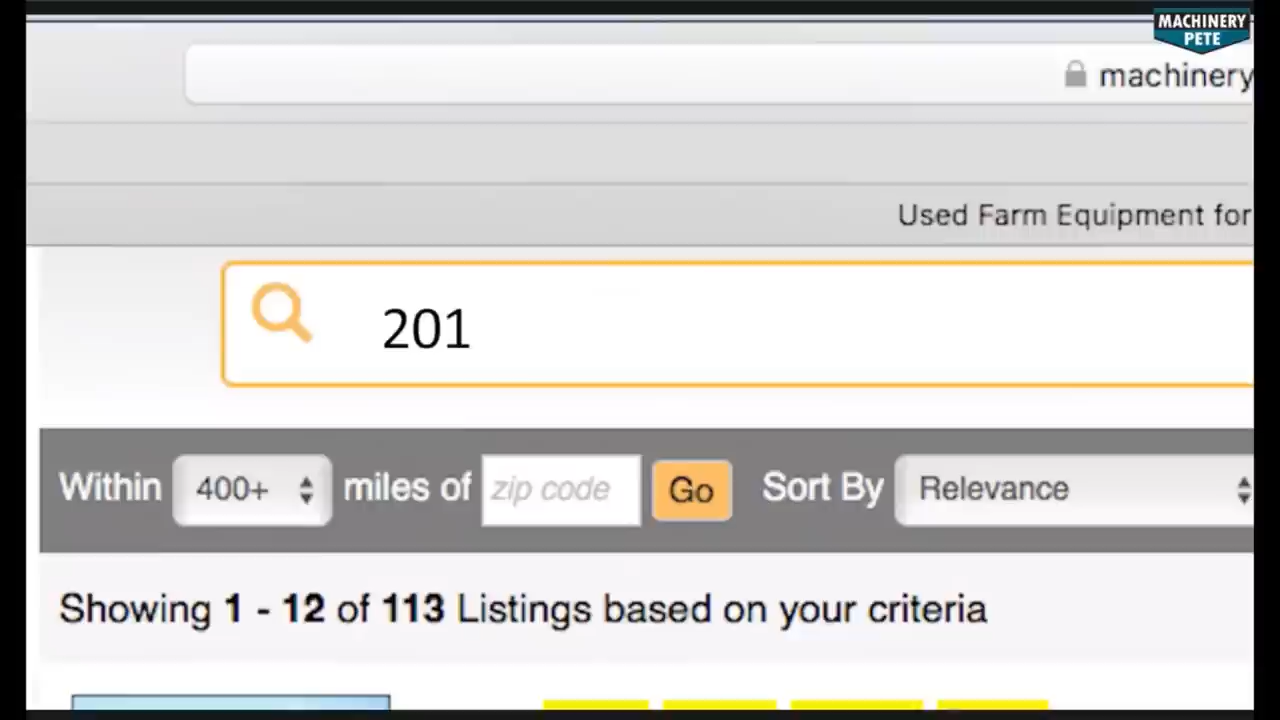 MACHINERY
PETE
machinery
Used Farm Equipment for
201
Within 400+ miles of zip code Go Sort By Relevance
Showing 1 - 12 of 113 Listings based on your criteria